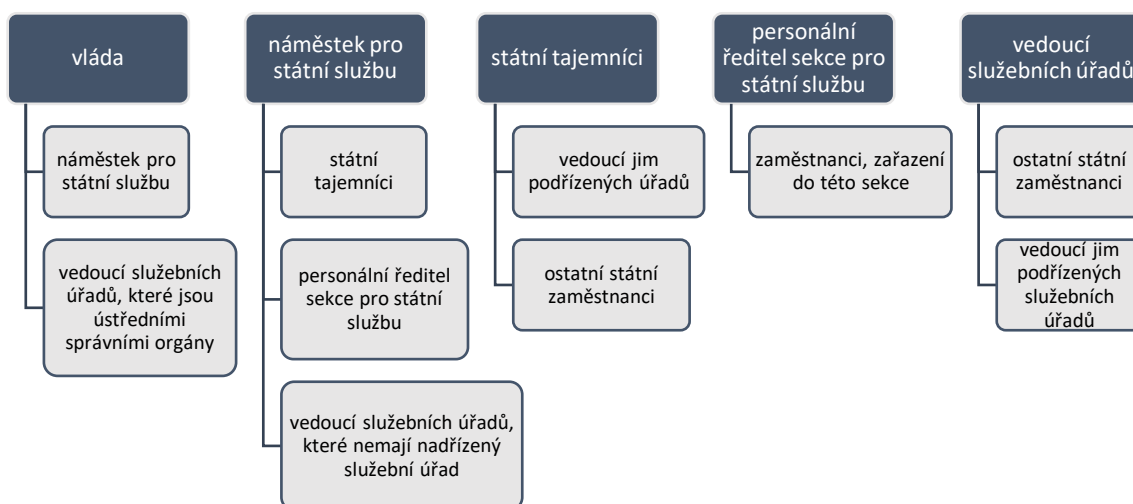 vláda
náměstek pro
státní službu
vedoucí služebních
úřadů, které jsou
ústředními
správními orgány
náměstek pro
státní službu
státní
tajemníci
personální ředitel
sekce pro státní
službu
vedoucí služebních úřadů,
které nemají nadřízený
služební úřad
státní tajemníci
vedoucí jim
podřízených úřadů
ostatní státní
zaměstnanci
personální
ředitel sekce pro
státní službu
zaměstnanci, zařazení
do této sekce
vedoucí
služebních úřadů
ostatní státní
zaměstnanci
vedoucí jim
podřízených
služebních
úřadů